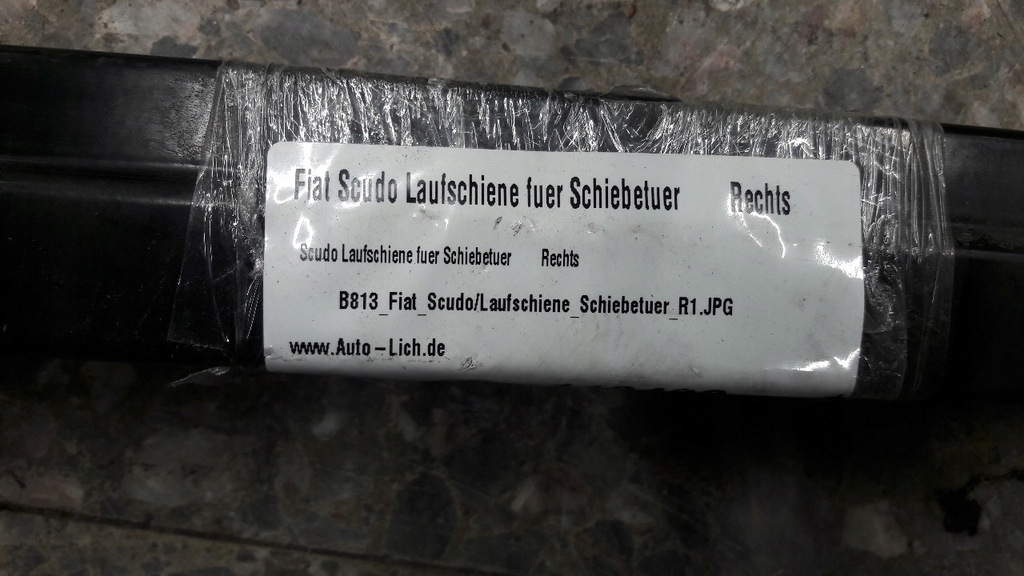 Fiat Scudo Laufschiene fuer Schiebetuer Rechts
Scudo Laufschiene fuer Schiebetuer Rechts
B813_Fiat_Scudo/Laufschiene_Schiebetuer_R1.JPG
www.Auto-Lich.de